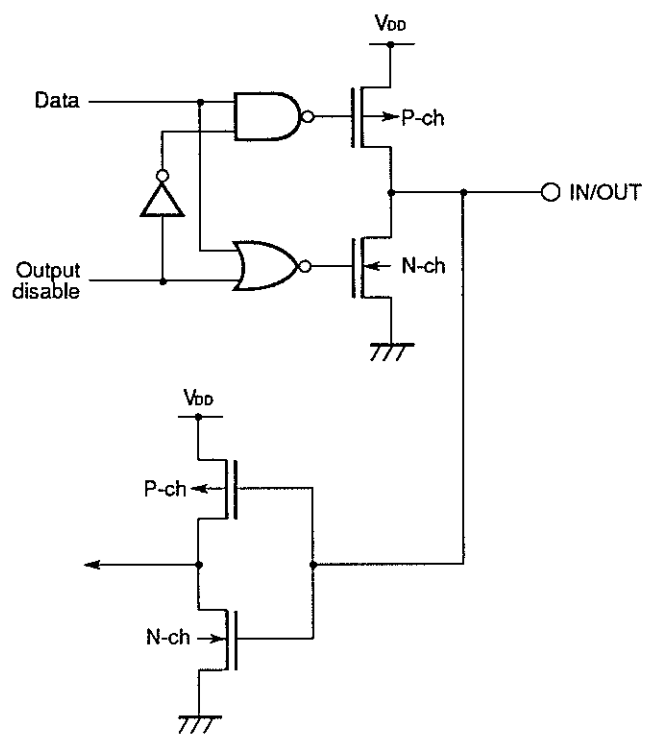 VDD
Data
P-ch
IN/OUT
Output
disable
N-ch
VDD
P-ch
N-ch